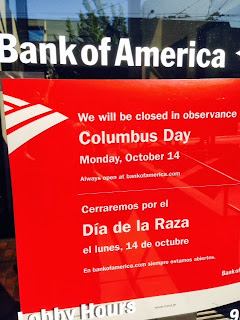 Bank of America
We will be closed in observance
Columbus Day
Monday, October 14
Always open at bankofamerica.com
Cerraremos por el
Día de la Raza
el lunes, 14 de octubre
En bankofamerica.com siempre estamos abiertos.
Bank of
Lobby Hours
9